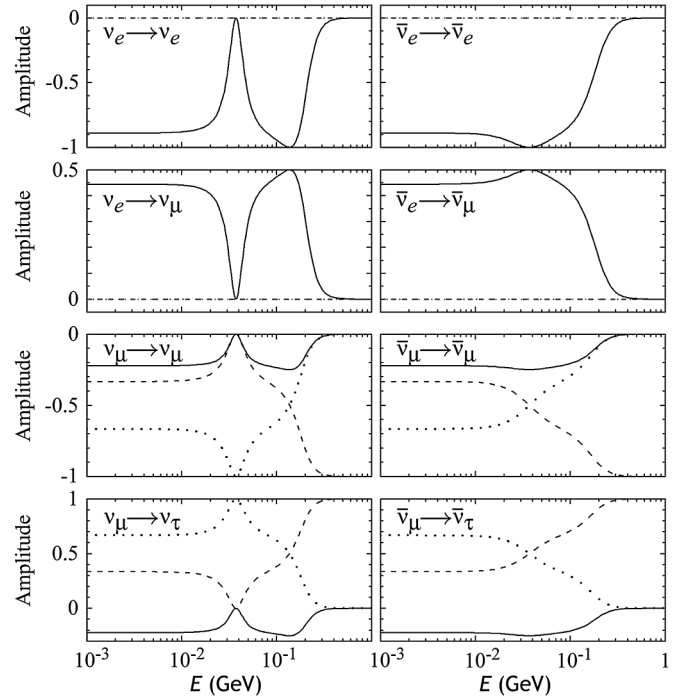 Amplitude
0
-0.5
-1
νe→νe
ν̄e→ν̄e
Amplitude
0.5
0
νe→νμ
ν̄e→ν̄μ
Amplitude
0
-0.5
-1
νμ→νμ
ν̄μ→ν̄μ
Amplitude
1
0.5
0
νμ→ντ
ν̄μ→ν̄τ
10⁻³ 10⁻² 10⁻¹ 10⁻³ 10⁻² 10⁻¹ 1
E (GeV) E (GeV)